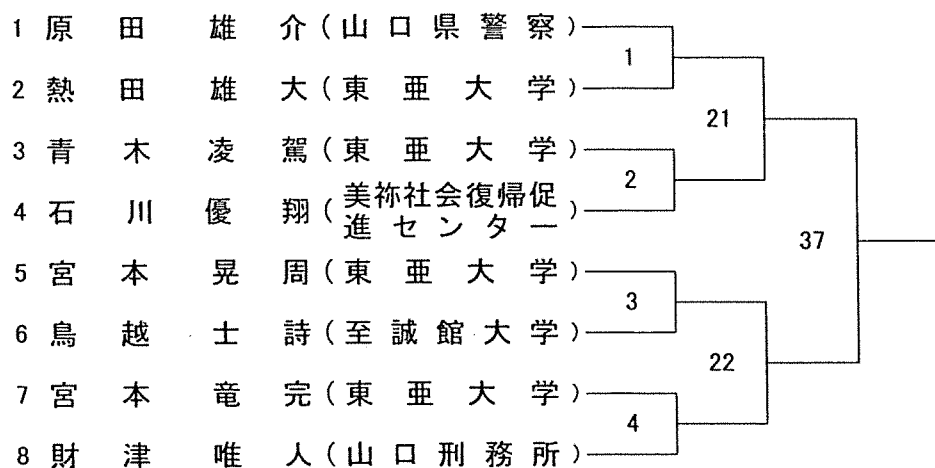 1 原田雄介(山口県警察)
1
2 熱田雄大(東亜大学)
21
3 青木凌駕(東亜大学)
2
4 石川優翔(美祢社会復帰促
進センター)
37
5 宮本晃周(東亜大学)
3
6 鳥越士詩(至誠館大学)
22
7 宮本竜完(東亜大学)
4
8 財津唯人(山口刑務所)